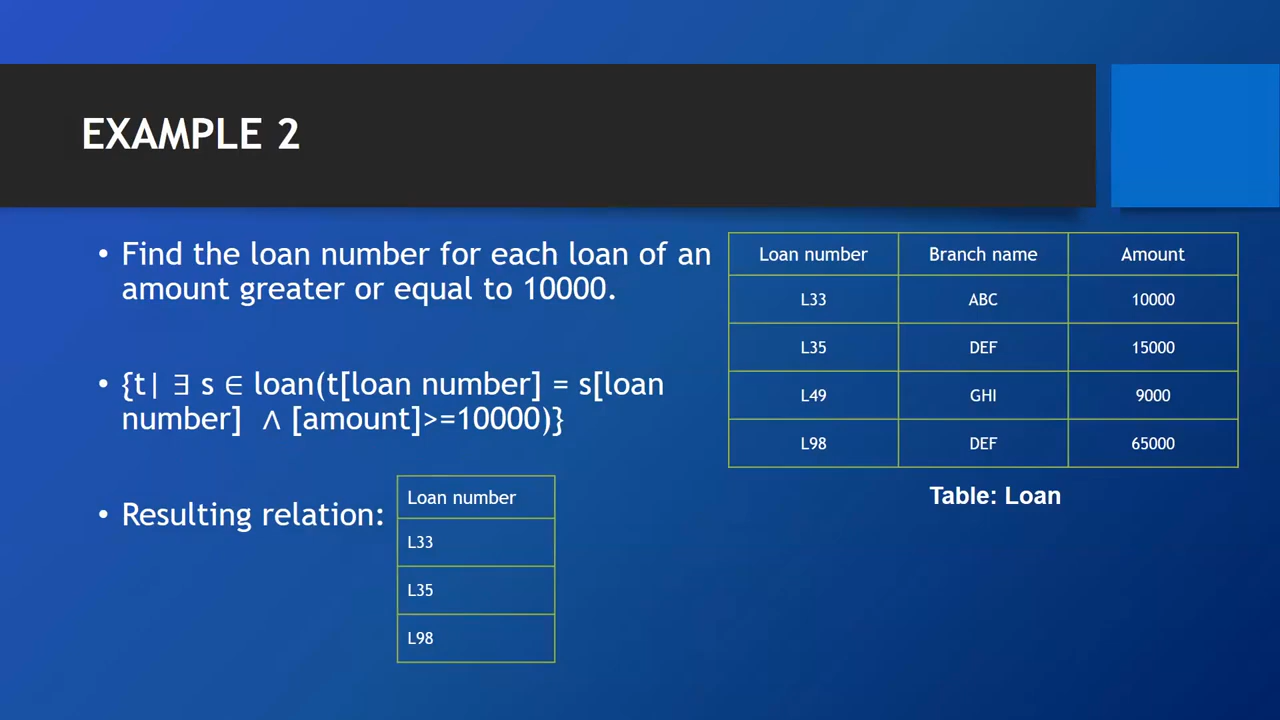 EXAMPLE 2
• Find the loan number for each loan of an
amount greater or equal to 10000.
• {t| ∃ s ∈ loan(t[loan number] = s[loan
number] ∧ [amount]>=10000)}
• Resulting relation:
Loan number
L33
L35
L98
Loan number Branch name Amount
L33 ABC 10000
L35 DEF 15000
L49 GHI 9000
L98 DEF 65000
Table: Loan